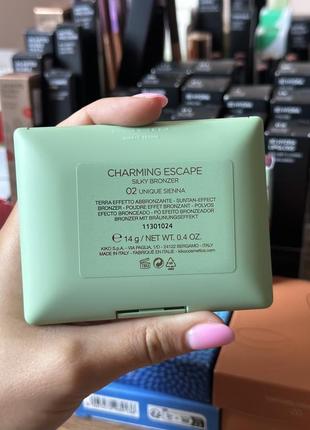 CHARMING ESCAPE
SILKY BRONZER
02 UNIQUE SIENNA
TERRA EFFETTO ABBRONZANTE - SUNTAN-EFFECT
BRONZER - POUDRE EFFET BRONZANT - POLVOS
EFECTO BRONCEADO - PÓ EFEITO BRONZEADOR
BRONZER MIT BRÄUNUNGSEFFEKT
11301024
℮ 14 g / NET WT. 0.4 OZ.
KIKO S.p.A. - VIA PAGLIA, 1/D - 24122 BERGAMO - ITALY
MADE IN ITALY - FABRIQUÉ EN ITALIE - kikocosmetics.com